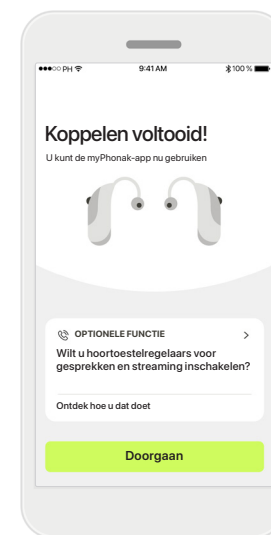 ●●●○○ PH 9:41 AM 100 %
Koppelen voltooid!
U kunt de myPhonak-app nu gebruiken
OPTIONELE FUNCTIE
Wilt u hoortoestelregelaars voor
gesprekken en streaming inschakelen?
Ontdek hoe u dat doet
Doorgaan